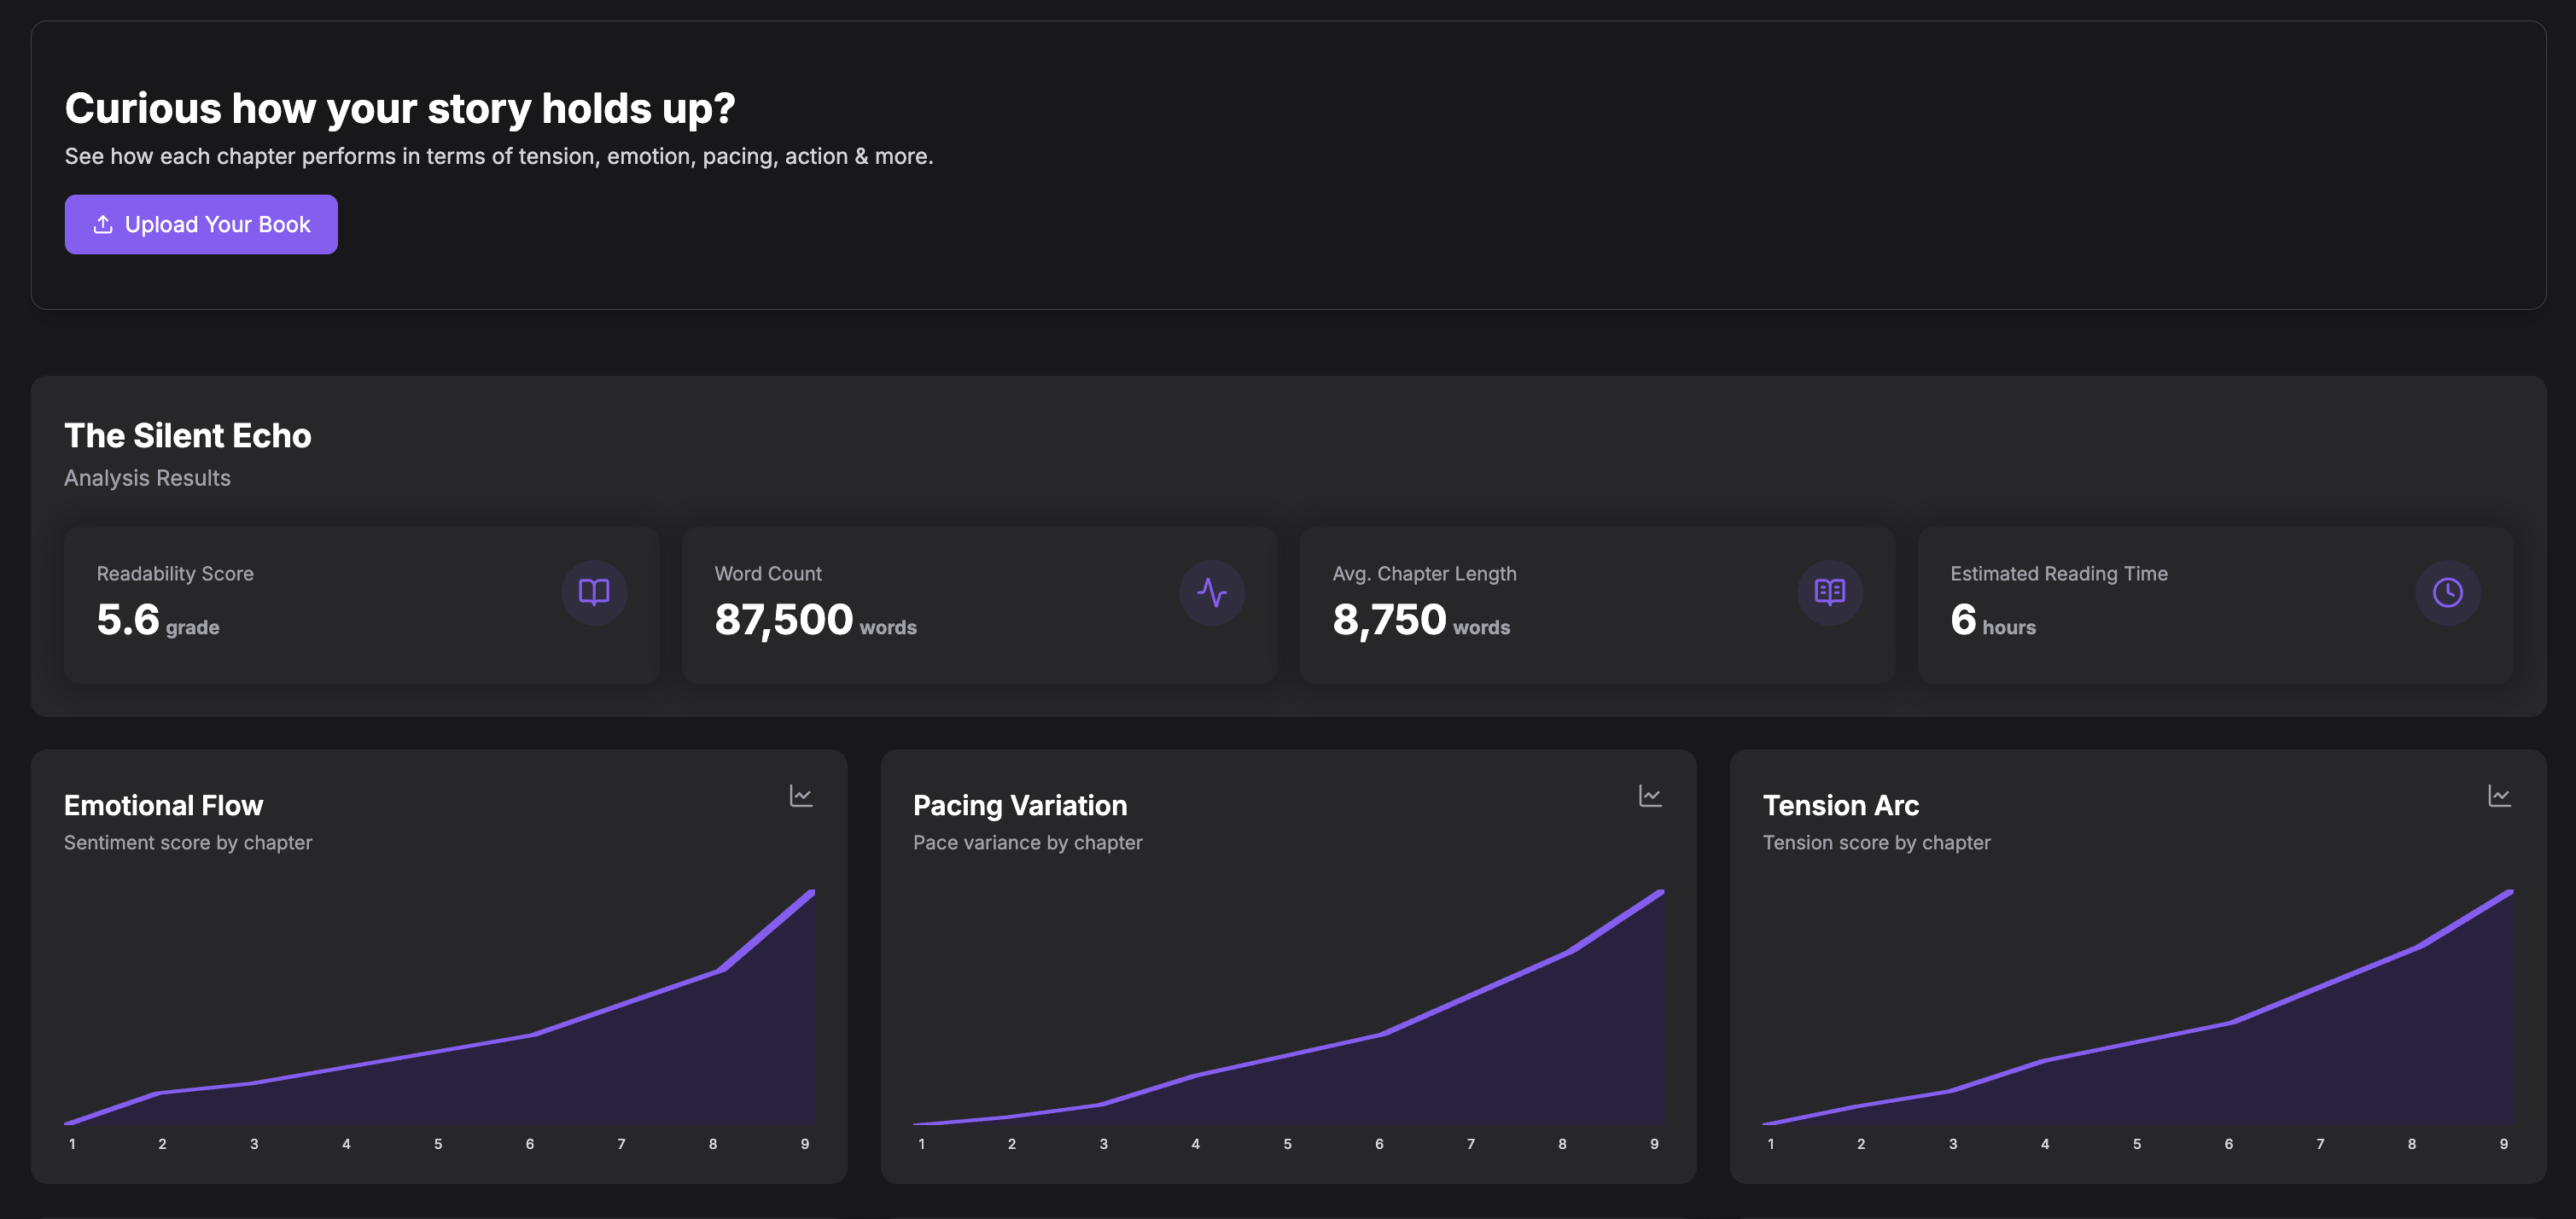 Curious how your story holds up?
See how each chapter performs in terms of tension, emotion, pacing, action & more.
Upload Your Book
The Silent Echo
Analysis Results
Readability Score
5.6 grade
Word Count
87,500 words
Avg. Chapter Length
8,750 words
Estimated Reading Time
6 hours
Emotional Flow
Sentiment score by chapter
1 2 3 4 5 6 7 8 9
Pacing Variation
Pace variance by chapter
1 2 3 4 5 6 7 8 9
Tension Arc
Tension score by chapter
1 2 3 4 5 6 7 8 9